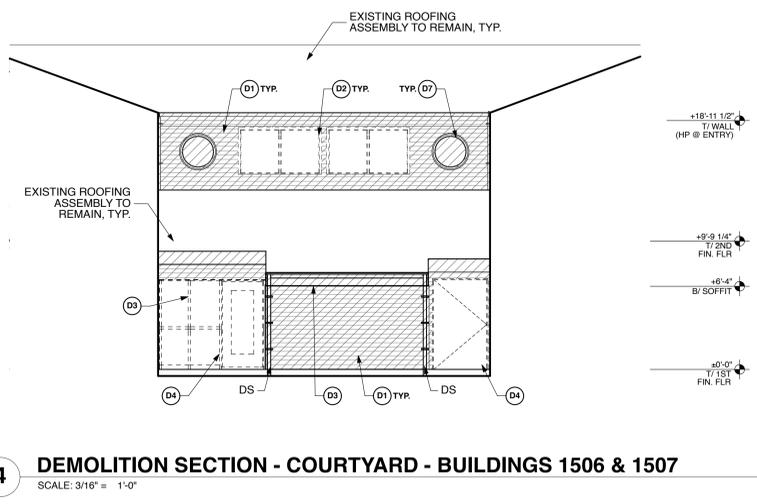 EXISTING ROOFING
ASSEMBLY TO REMAIN, TYP.
D1 TYP.
D2 TYP.
TYP. D7
+18'-11 1/2"
T/ WALL
(HP @ ENTRY)
EXISTING ROOFING
ASSEMBLY TO
REMAIN, TYP.
+9'-9 1/4"
T/ 2ND
FIN. FLR
+6'-4"
B/ SOFFIT
D3
±0'-0"
T/ 1ST
FIN. FLR
D4
DS
D3
D1 TYP.
DS
D4
4
DEMOLITION SECTION - COURTYARD - BUILDINGS 1506 & 1507
SCALE: 3/16" = 1'-0"